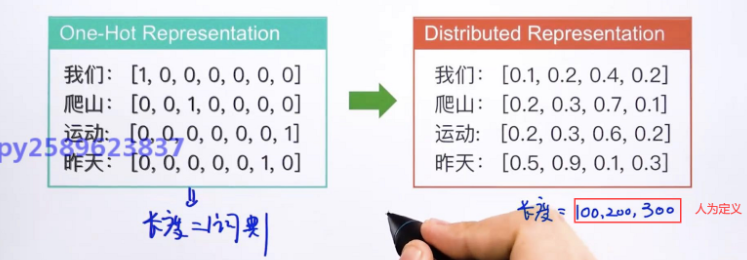 One-Hot Representation
我们: [1, 0, 0, 0, 0, 0, 0]
爬山: [0, 0, 1, 0, 0, 0, 0]
运动: [0, 0, 0, 0, 0, 0, 1]
昨天: [0, 0, 0, 0, 0, 1, 0]
py2589623837
长度=|词典|
Distributed Representation
我们: [0.1, 0.2, 0.4, 0.2]
爬山: [0.2, 0.3, 0.7, 0.1]
运动: [0.2, 0.3, 0.6, 0.2]
昨天: [0.5, 0.9, 0.1, 0.3]
长度= 100,200,300 人为定义